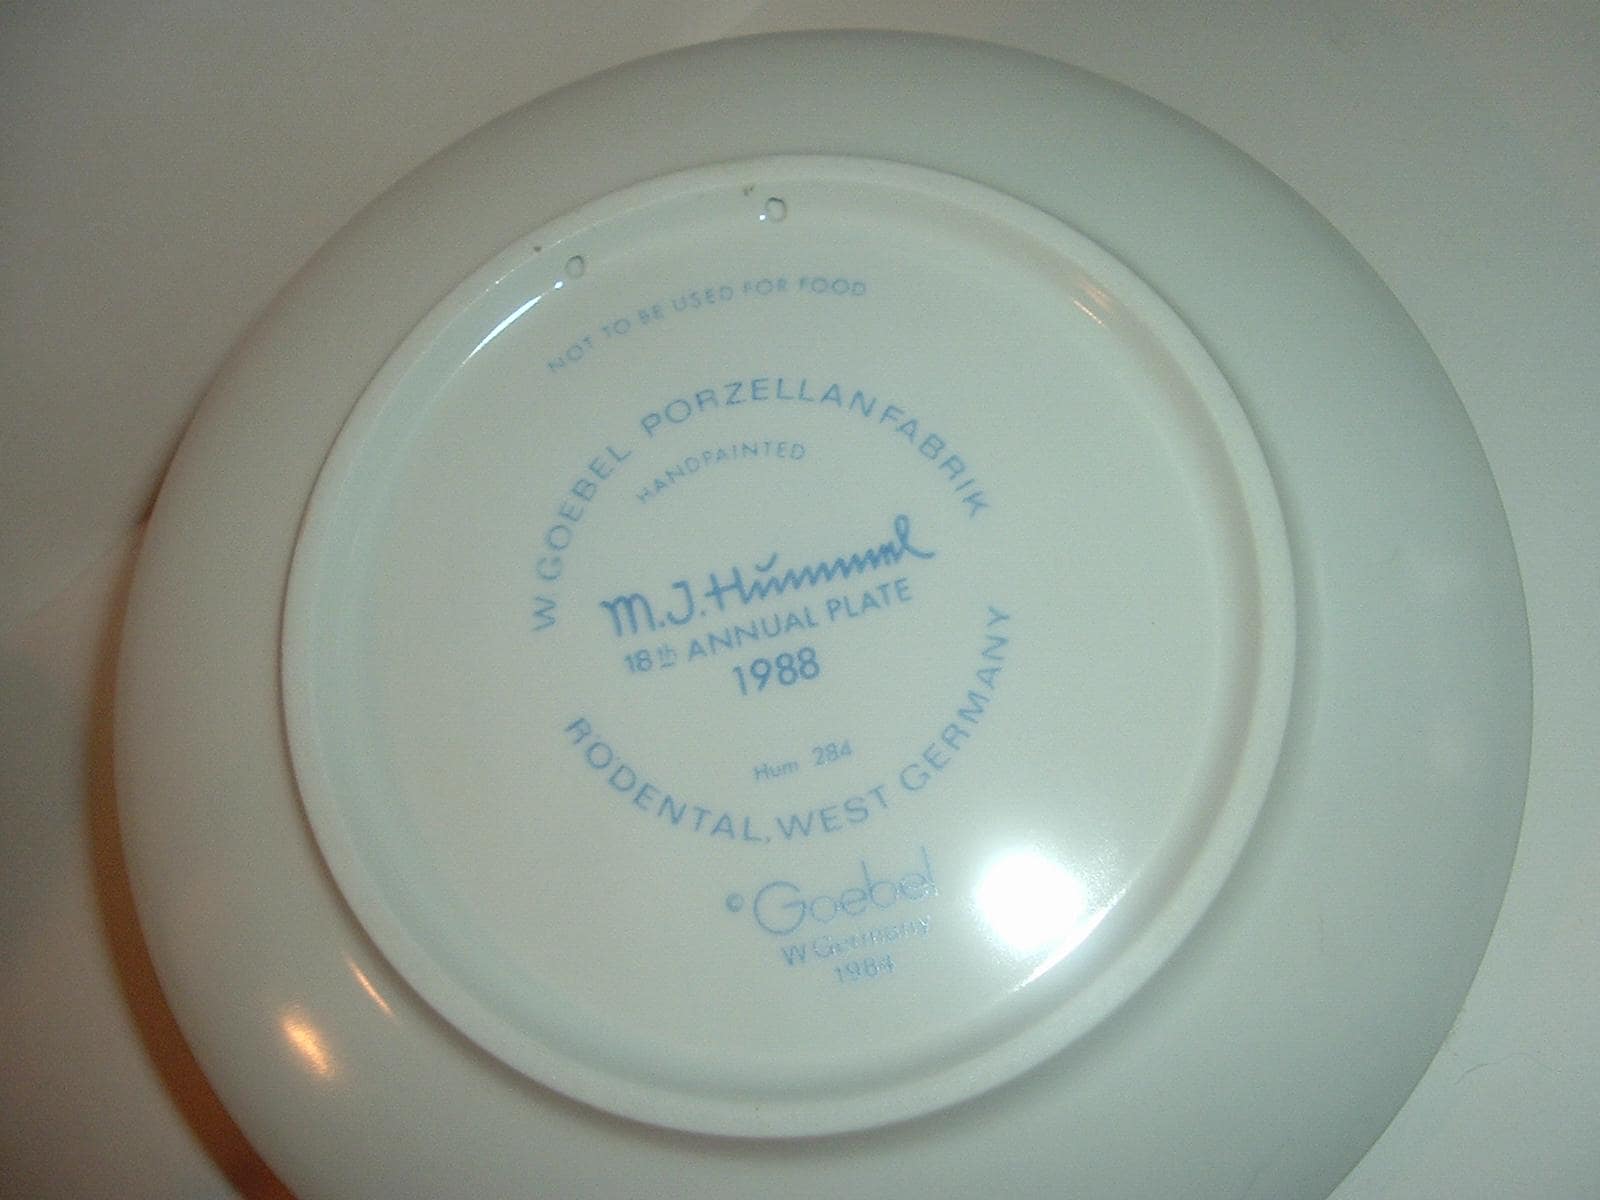 NOT TO BE USED FOR FOOD
W. GOEBEL PORZELLANFABRIK
HANDPAINTED
M.J. Hummel
18th ANNUAL PLATE
1988
Hum 284
RÖDENTAL, WEST GERMANY
© Goebel
W.Germany
1984